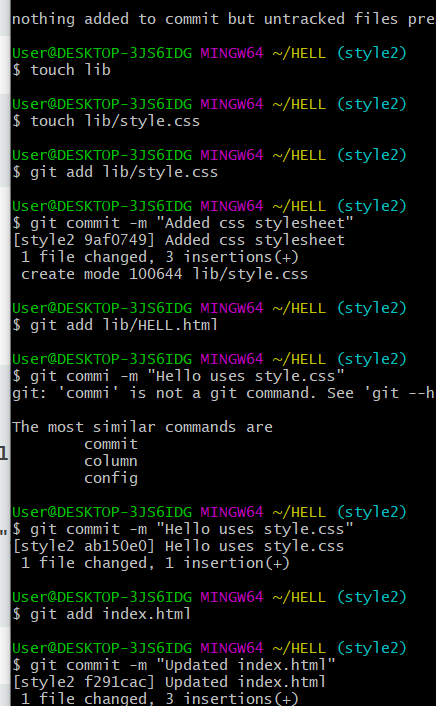 nothing added to commit but untracked files pre
User@DESKTOP-3JS6IDG MINGW64 ~/HELL (style2)
$ touch lib
User@DESKTOP-3JS6IDG MINGW64 ~/HELL (style2)
$ touch lib/style.css
User@DESKTOP-3JS6IDG MINGW64 ~/HELL (style2)
$ git add lib/style.css
User@DESKTOP-3JS6IDG MINGW64 ~/HELL (style2)
$ git commit -m "Added css stylesheet"
[style2 9af0749] Added css stylesheet
1 file changed, 3 insertions(+)
create mode 100644 lib/style.css
User@DESKTOP-3JS6IDG MINGW64 ~/HELL (style2)
$ git add lib/HELL.html
User@DESKTOP-3JS6IDG MINGW64 ~/HELL (style2)
$ git commi -m "Hello uses style.css"
git: 'commi' is not a git command. See 'git --h
The most similar commands are
commit
column
config
User@DESKTOP-3JS6IDG MINGW64 ~/HELL (style2)
$ git commit -m "Hello uses style.css"
[style2 ab150e0] Hello uses style.css
1 file changed, 1 insertion(+)
User@DESKTOP-3JS6IDG MINGW64 ~/HELL (style2)
$ git add index.html
User@DESKTOP-3JS6IDG MINGW64 ~/HELL (style2)
$ git commit -m "Updated index.html"
[style2 f291cac] Updated index.html
1 file changed, 3 insertions(+)